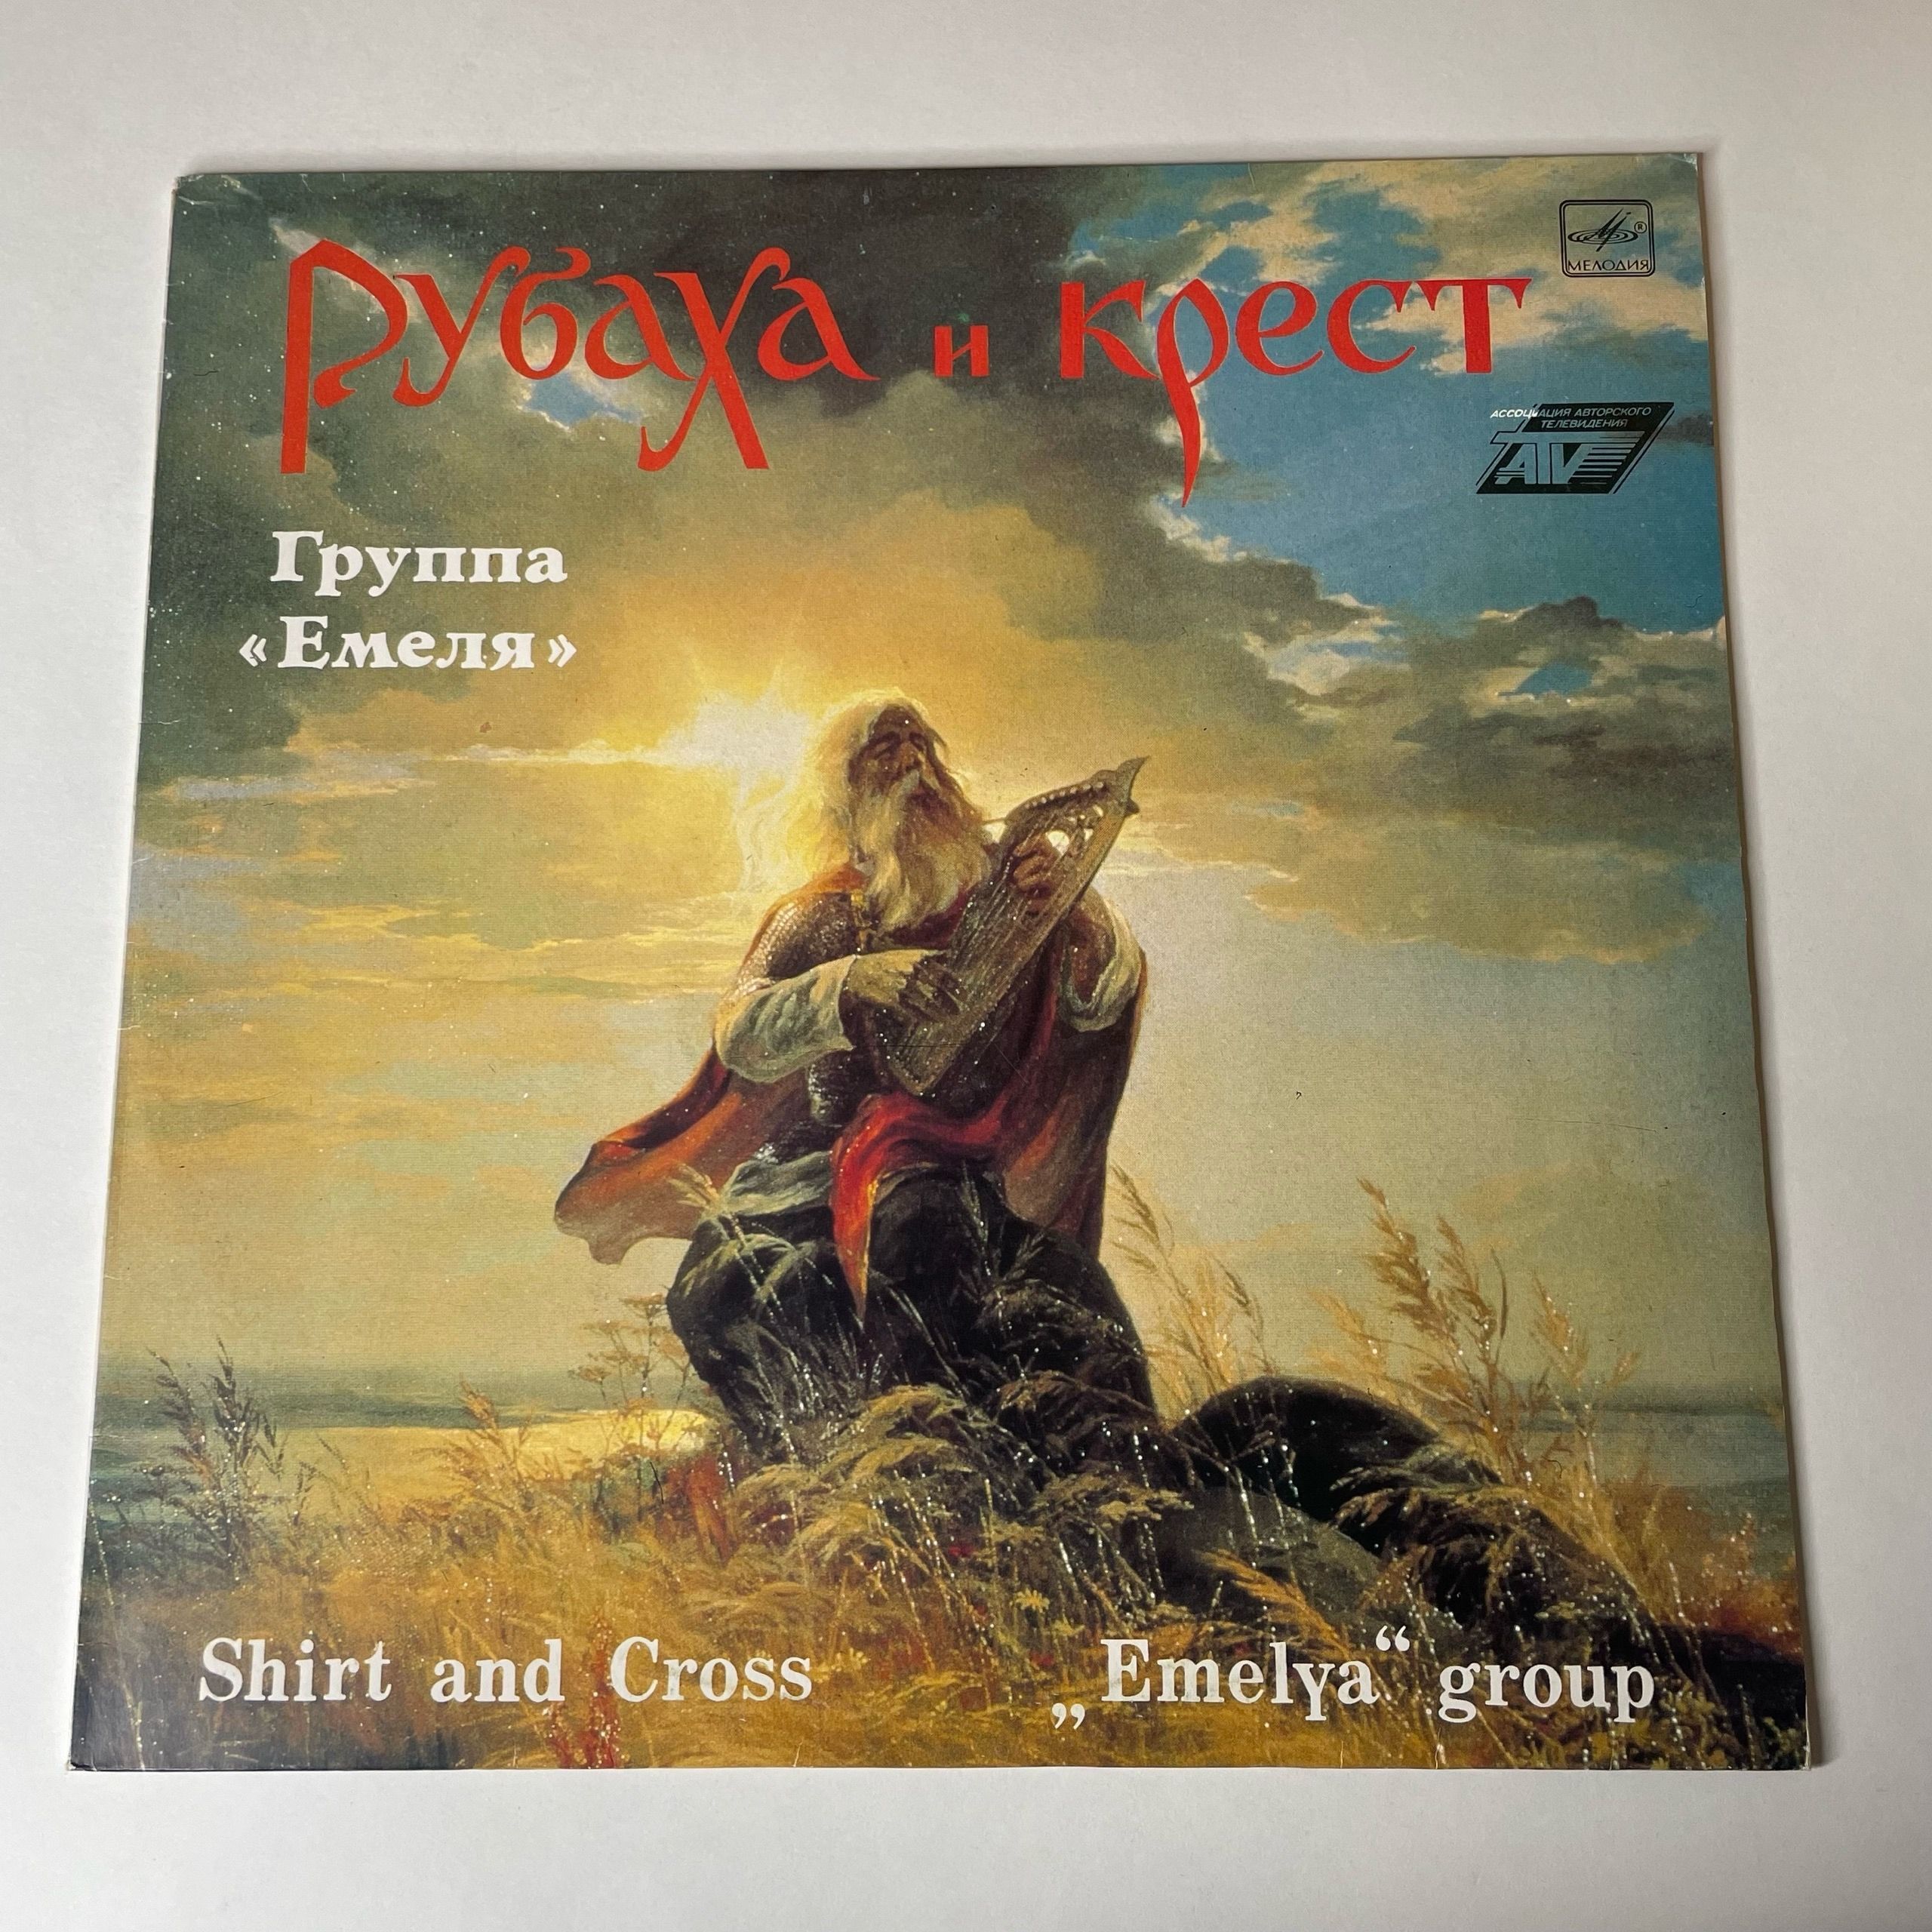 МЕЛОДИЯ
Рубаха и крест
АССОЦИАЦИЯ АВТОРСКОГО
ТЕЛЕВИДЕНИЯ
ATV
Группа
«Емеля»
Shirt and Cross „Emelya“ group